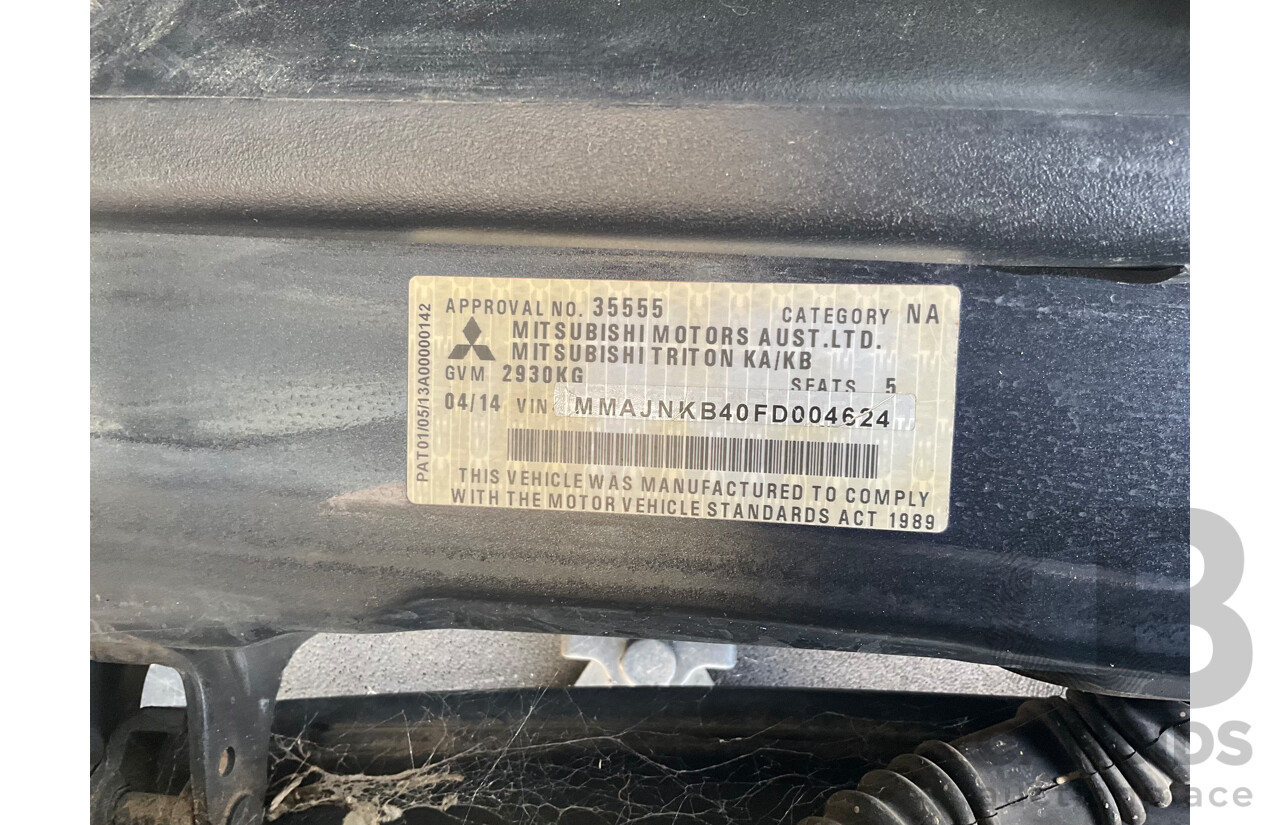 APPROVAL NO. 35555 CATEGORY NA
MITSUBISHI MOTORS AUST.LTD.
MITSUBISHI TRITON KA/KB
GVM 2930KG SEATS 5
04/14 VIN MMAJNKB40FD004624
THIS VEHICLE WAS MANUFACTURED TO COMPLY
WITH THE MOTOR VEHICLE STANDARDS ACT 1989
PAT01/05/13A00000142